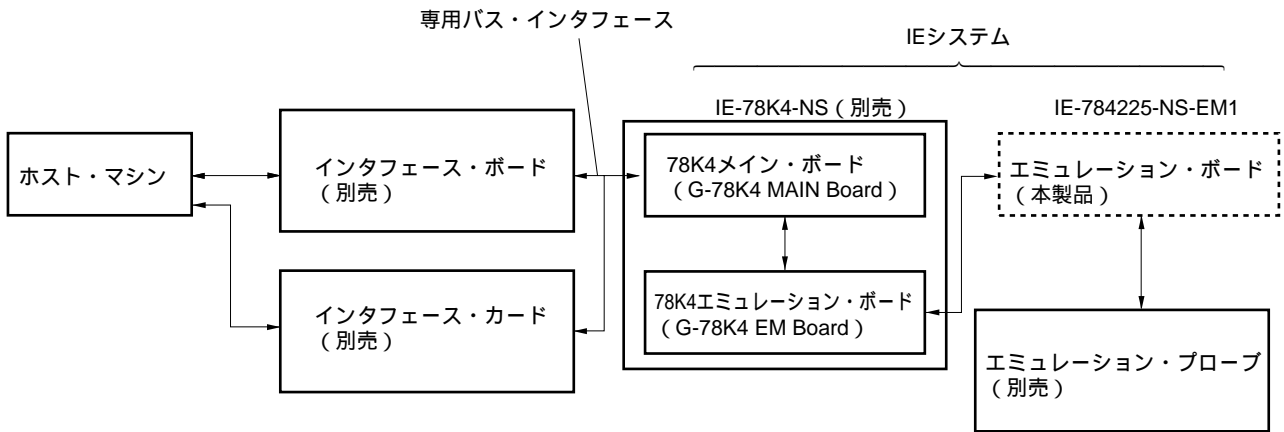 専用バス・インタフェース
IEシステム
IE-78K4-NS（別売）
IE-784225-NS-EM1
ホスト・マシン
インタフェース・ボード
（別売）
78K4メイン・ボード
（G-78K4 MAIN Board）
エミュレーション・ボード
（本製品）
インタフェース・カード
（別売）
78K4エミュレーション・ボード
（G-78K4 EM Board）
エミュレーション・プローブ
（別売）